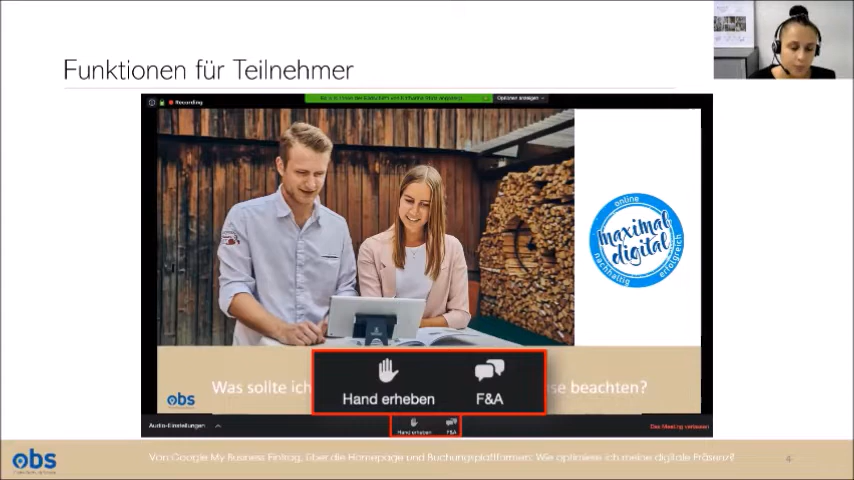 Funktionen für Teilnehmer
Recording
Optionen anzeigen
online
maximal
digital
nachhaltig
erfolgreich
Was sollte ich
se beachten?
obs
Hand erheben
F&A
Audio-Einstellungen
Hand erheben
F&A
Das Meeting verlassen
obs
Von Google My Business Eintrag, über die Homepage und Buchungsplattformen: Wie optimiere ich meine digitale Präsenz?
4